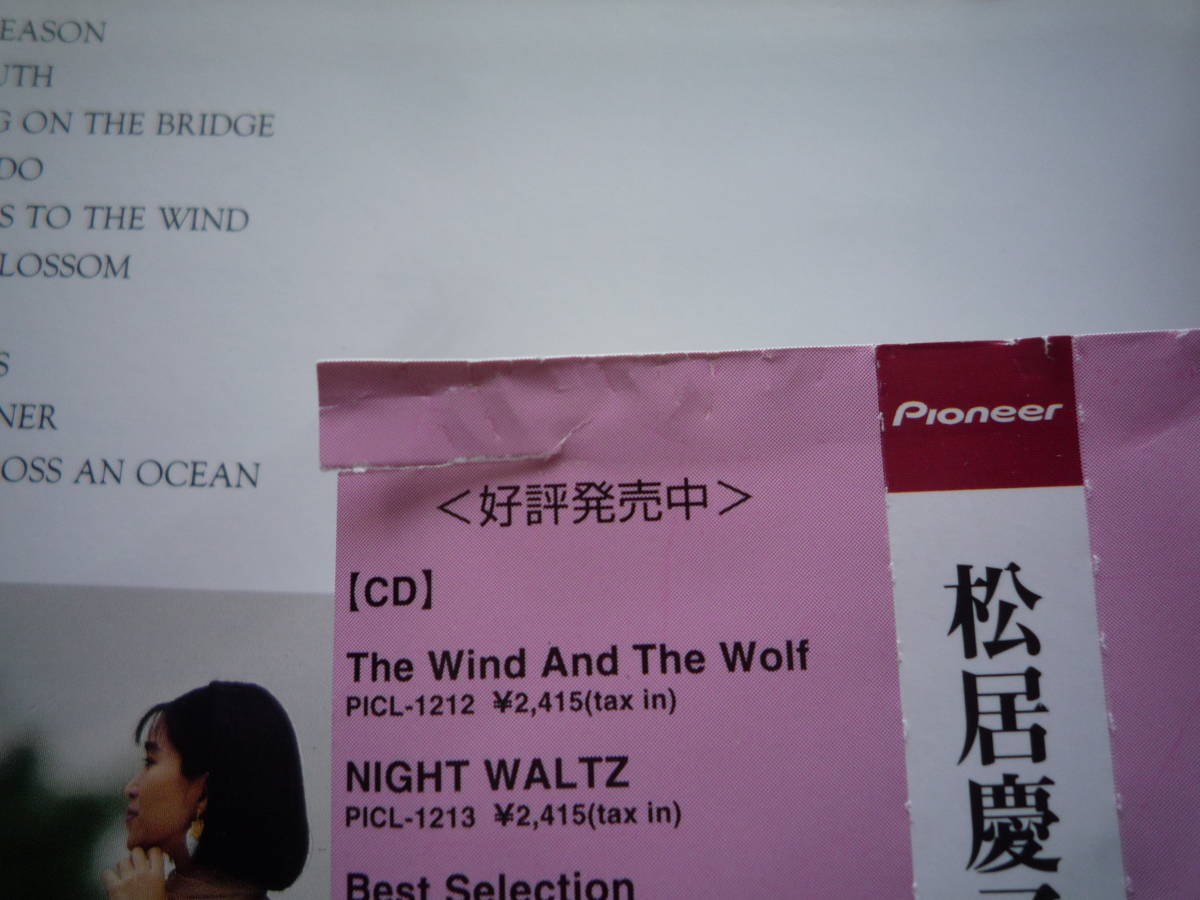 EASON
UTH
G ON THE BRIDGE
DO
S TO THE WIND
LOSSOM
S
NER
OSS AN OCEAN
Pioneer
<好評発売中>
【CD】
The Wind And The Wolf
PICL-1212 ¥2,415(tax in)
NIGHT WALTZ
PICL-1213 ¥2,415(tax in)
Best Selection
松居慶